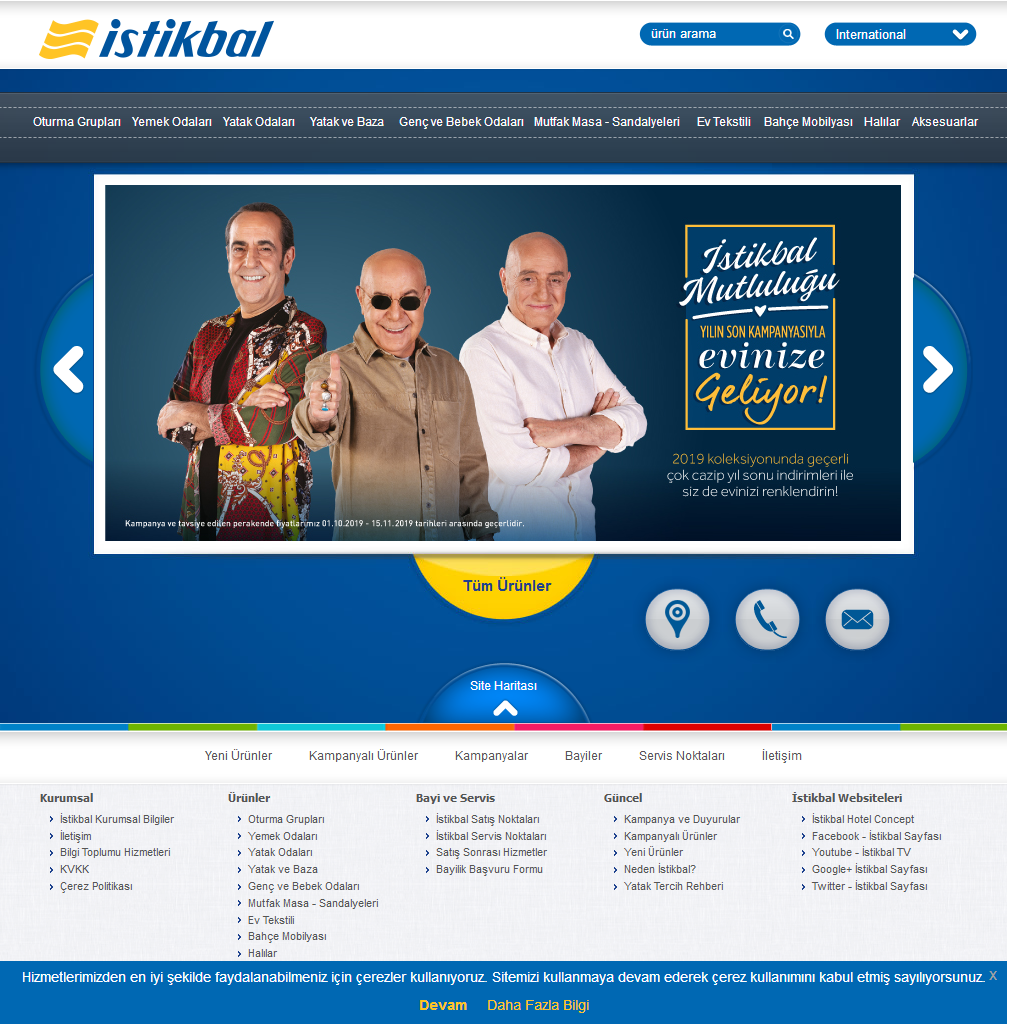 istikbal
ürün arama
International
Oturma Grupları Yemek Odaları Yatak Odaları Yatak ve Baza Genç ve Bebek Odaları Mutfak Masa - Sandalyeleri Ev Tekstili Bahçe Mobilyası Halılar Aksesuarlar
İstikbal
Mutluluğu
YILIN SON KAMPANYASIYLA
evinize
Geliyor!
2019 koleksiyonunda geçerli
çok cazip yıl sonu indirimleri ile
siz de evinizi renklendirin!
Kampanya ve tavsiye edilen perakende fiyatlarımız 01.10.2019 - 15.11.2019 tarihleri arasında geçerlidir.
Tüm Ürünler
Site Haritası
Yeni Ürünler Kampanyalı Ürünler Kampanyalar Bayiler Servis Noktaları İletişim
Kurumsal
İstikbal Kurumsal Bilgiler
İletişim
Bilgi Toplumu Hizmetleri
KVKK
Çerez Politikası
Ürünler
Oturma Grupları
Yemek Odaları
Yatak Odaları
Yatak ve Baza
Genç ve Bebek Odaları
Mutfak Masa - Sandalyeleri
Ev Tekstili
Bahçe Mobilyası
Halılar
Bayi ve Servis
İstikbal Satış Noktaları
İstikbal Servis Noktaları
Satış Sonrası Hizmetler
Bayilik Başvuru Formu
Güncel
Kampanya ve Duyurular
Kampanyalı Ürünler
Yeni Ürünler
Neden İstikbal?
Yatak Tercih Rehberi
İstikbal Websiteleri
İstikbal Hotel Concept
Facebook - İstikbal Sayfası
Youtube - İstikbal TV
Google+ İstikbal Sayfası
Twitter - İstikbal Sayfası
Hizmetlerimizden en iyi şekilde faydalanabilmeniz için çerezler kullanıyoruz. Sitemizi kullanmaya devam ederek çerez kullanımını kabul etmiş sayılıyorsunuz. X
Devam Daha Fazla Bilgi